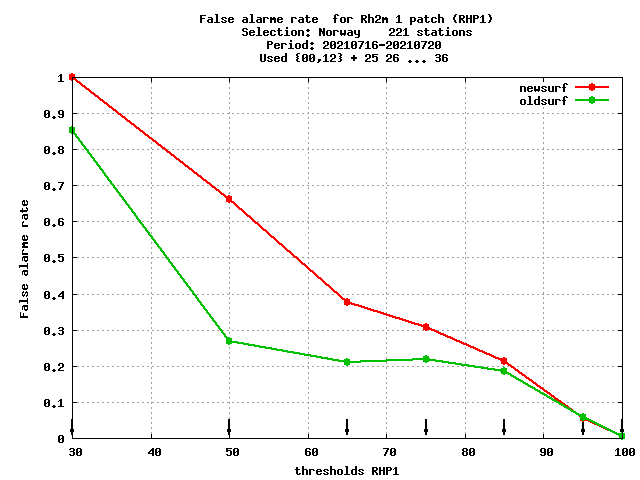 False alarme rate  for Rh2m 1 patch (RHP1)
Selection: Norway    221 stations
Period: 20210716-20210720
Used {00,12} + 25 26 ... 36
newsurf
oldsurf
1
0.9
0.8
0.7
0.6
0.5
0.4
0.3
0.2
0.1
0
False alarme rate
30 40 50 60 70 80 90 100
thresholds RHP1